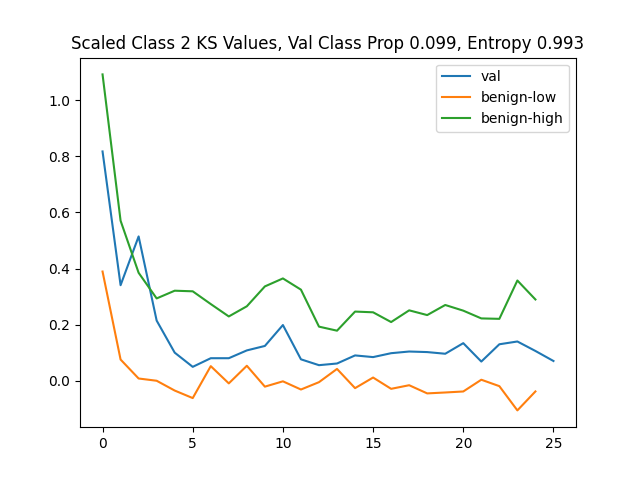 Scaled Class 2 KS Values, Val Class Prop 0.099, Entropy 0.993
val
benign-low
benign-high
1.0
0.8
0.6
0.4
0.2
0.0
0 5 10 15 20 25